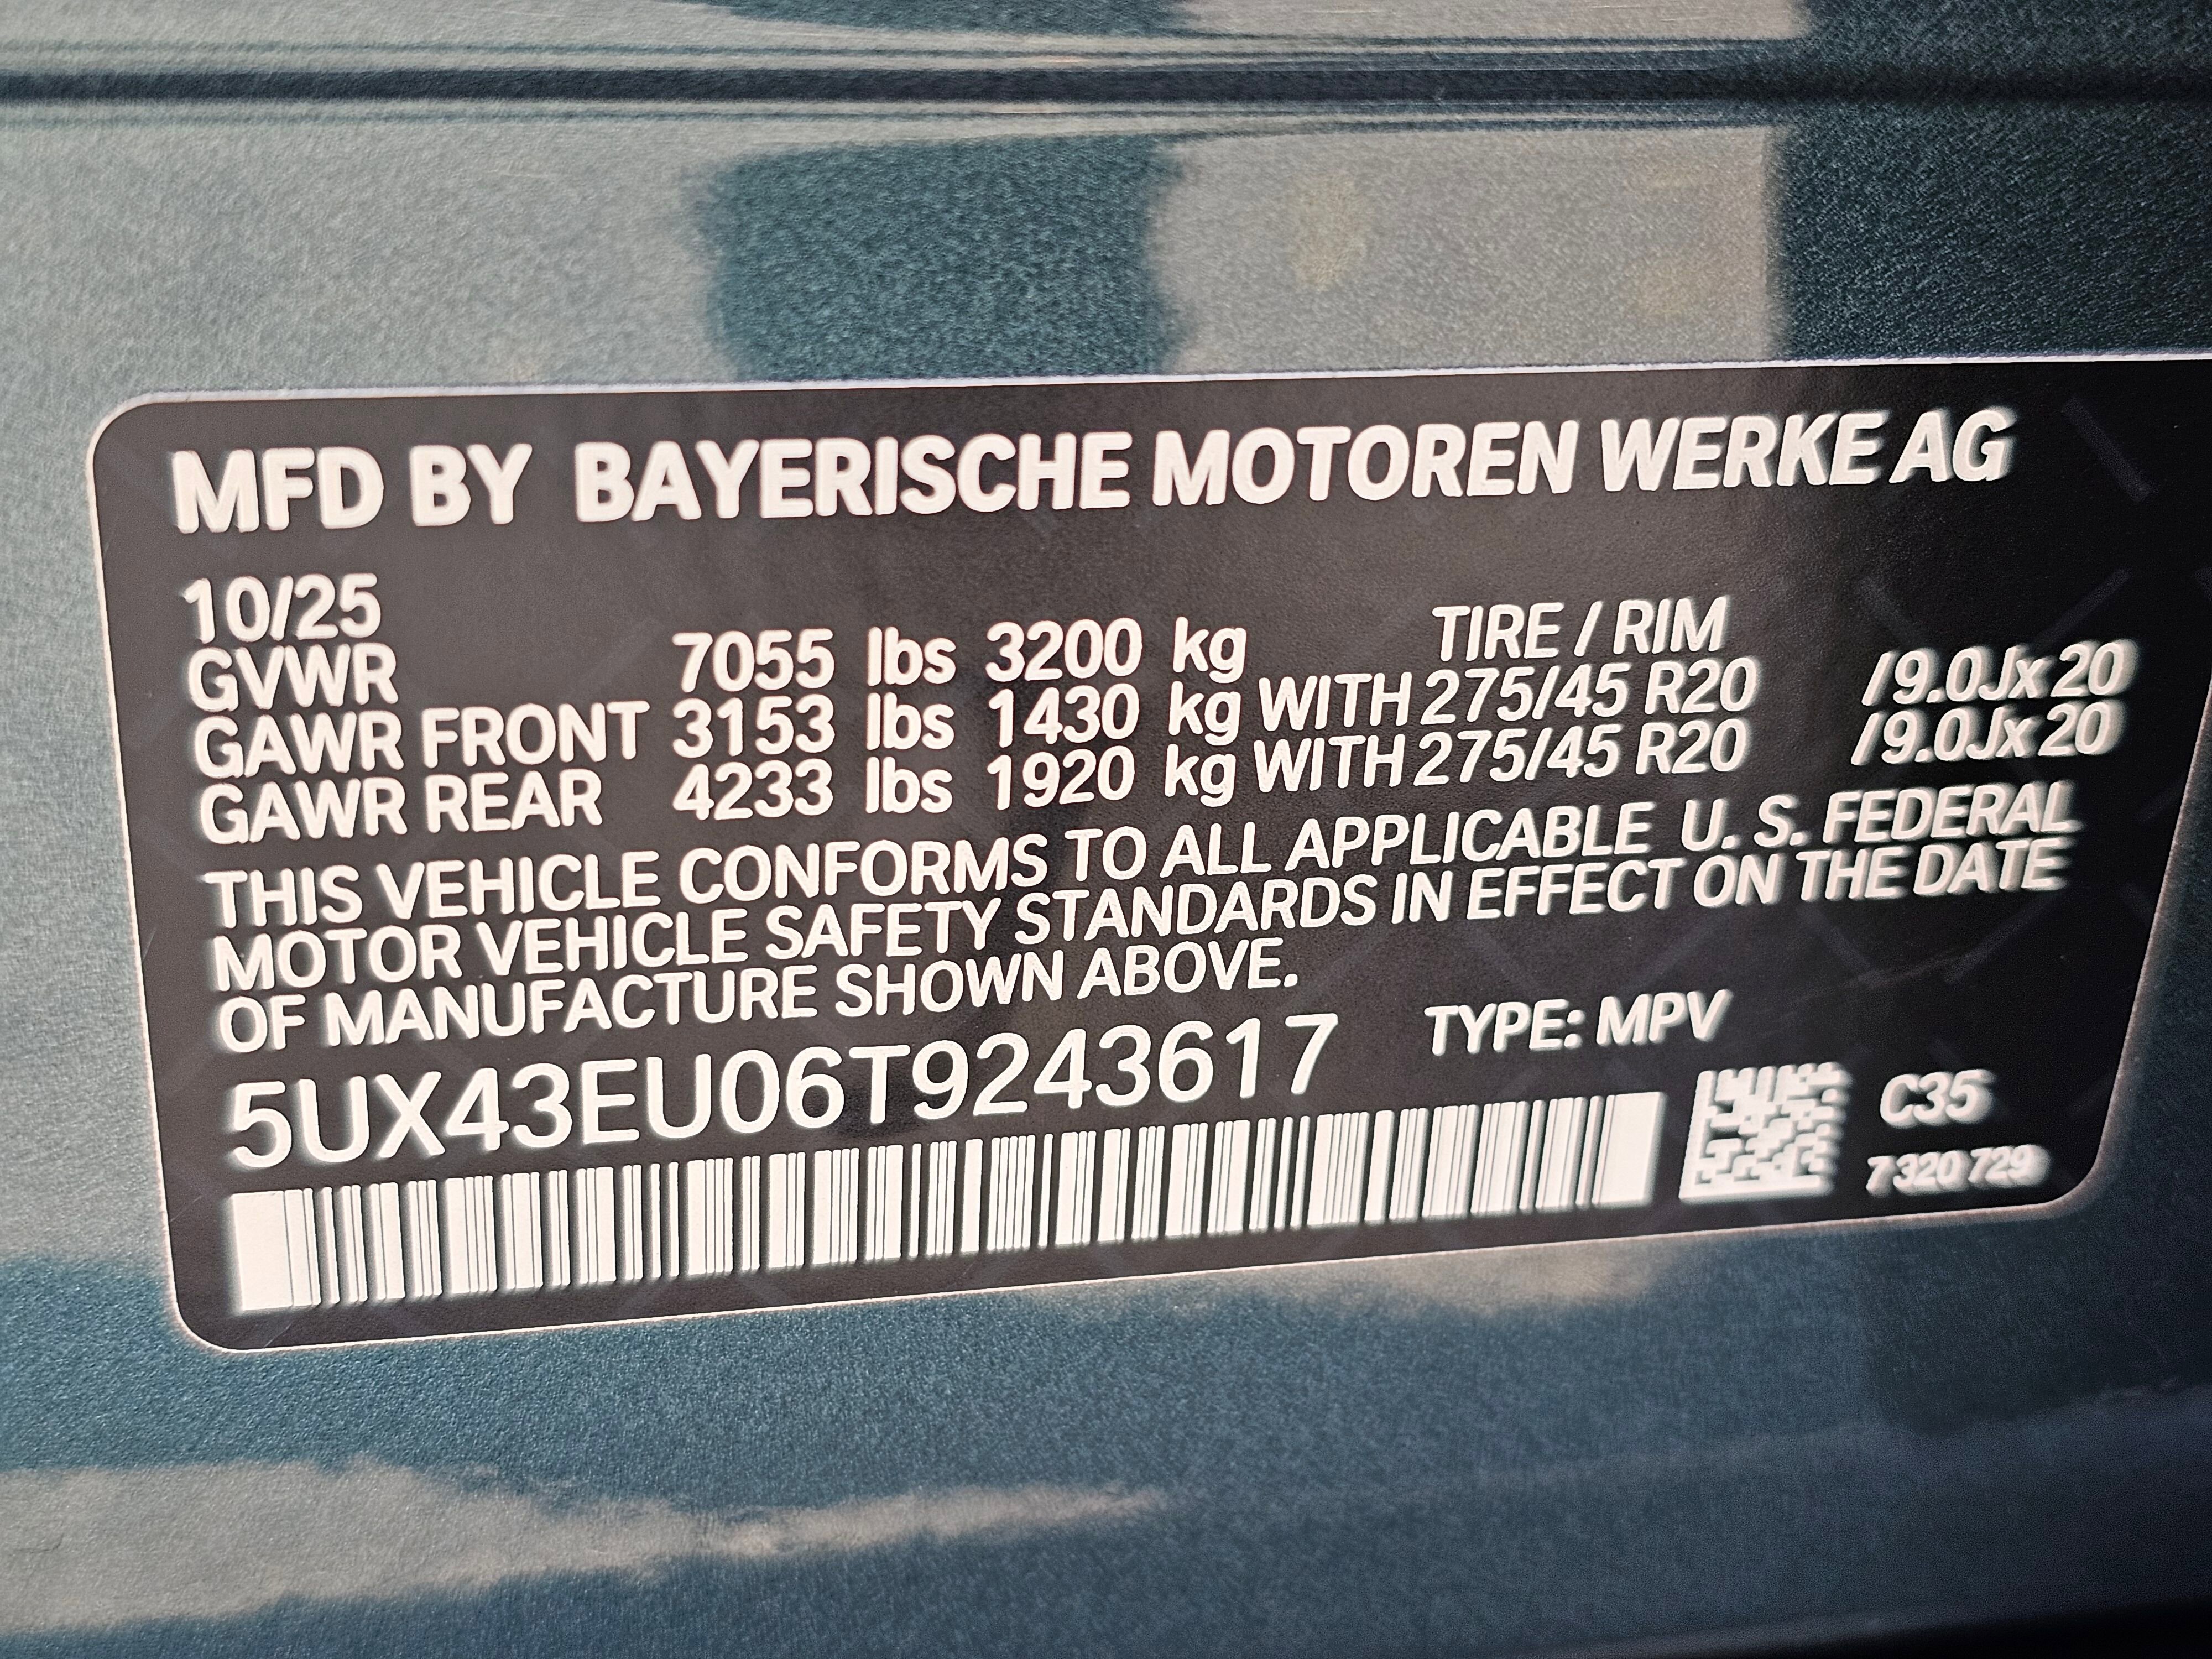 MFD BY BAYERISCHE MOTOREN WERKE AG
10/25
TIRE / RIM
GVWR 7055 lbs 3200 kg
GAWR FRONT 3153 lbs 1430 kg WITH 275/45 R20 /9.0Jx20
GAWR REAR 4233 lbs 1920 kg WITH 275/45 R20 /9.0Jx20
THIS VEHICLE CONFORMS TO ALL APPLICABLE U. S. FEDERAL
MOTOR VEHICLE SAFETY STANDARDS IN EFFECT ON THE DATE
OF MANUFACTURE SHOWN ABOVE.
5UX43EU06T9243617 TYPE: MPV
C35
7 320 729